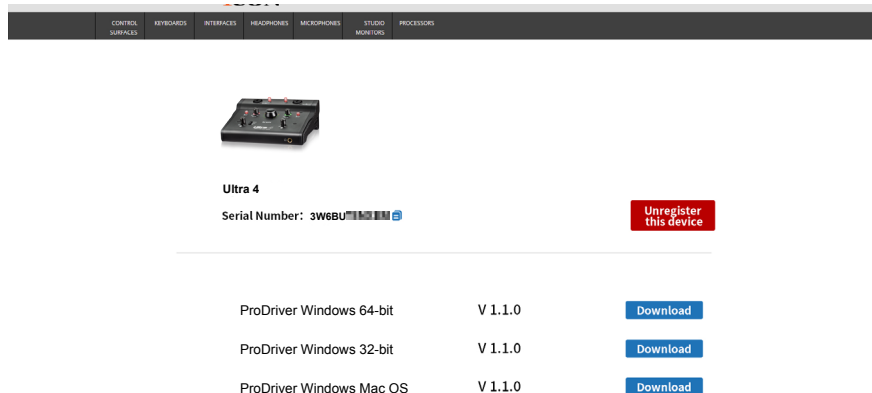 CONTROL SURFACES KEYBOARDS INTERFACES HEADPHONES MICROPHONES STUDIO MONITORS PROCESSORS
Ultra 4
Serial Number: 3W6BU
Unregister this device
ProDriver Windows 64-bit V 1.1.0 Download
ProDriver Windows 32-bit V 1.1.0 Download
ProDriver Windows Mac OS V 1.1.0 Download